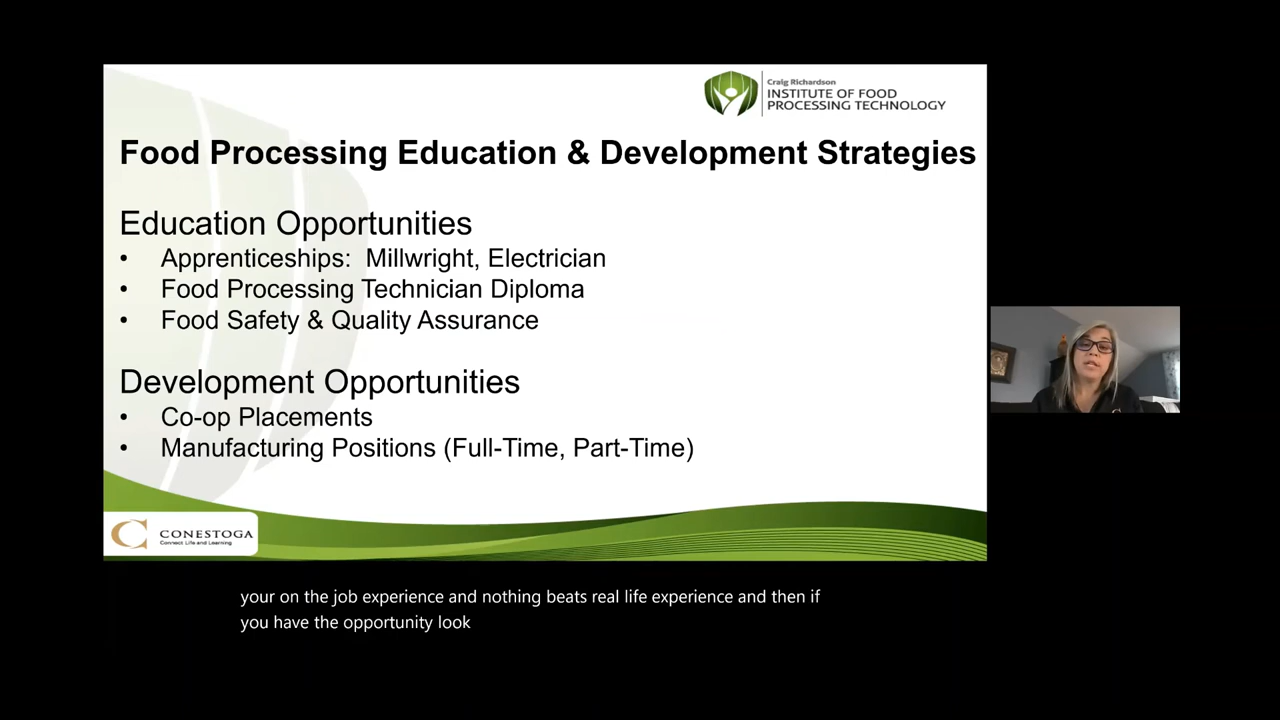 Craig Richardson
INSTITUTE OF FOOD
PROCESSING TECHNOLOGY
Food Processing Education & Development Strategies
Education Opportunities
• Apprenticeships:  Millwright, Electrician
• Food Processing Technician Diploma
• Food Safety & Quality Assurance
Development Opportunities
• Co-op Placements
• Manufacturing Positions (Full-Time, Part-Time)
C CONESTOGA
Connect Life and Learning
your on the job experience and nothing beats real life experience and then if
you have the opportunity look